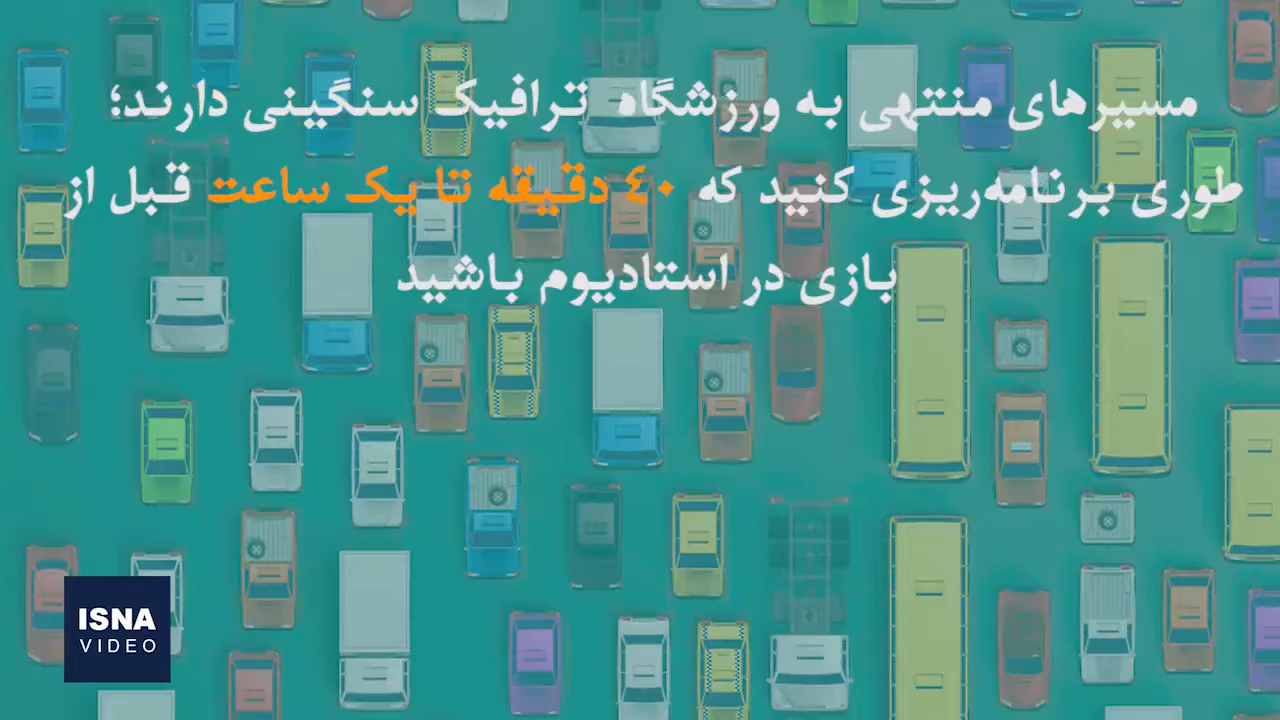 مسیرهای منتهی به ورزشگاه ترافیک سنگینی دارند؛
طوری برنامه‌ریزی کنید که ۴۰ دقیقه تا یک ساعت قبل از
بازی در استادیوم باشید
ISNA
VIDEO